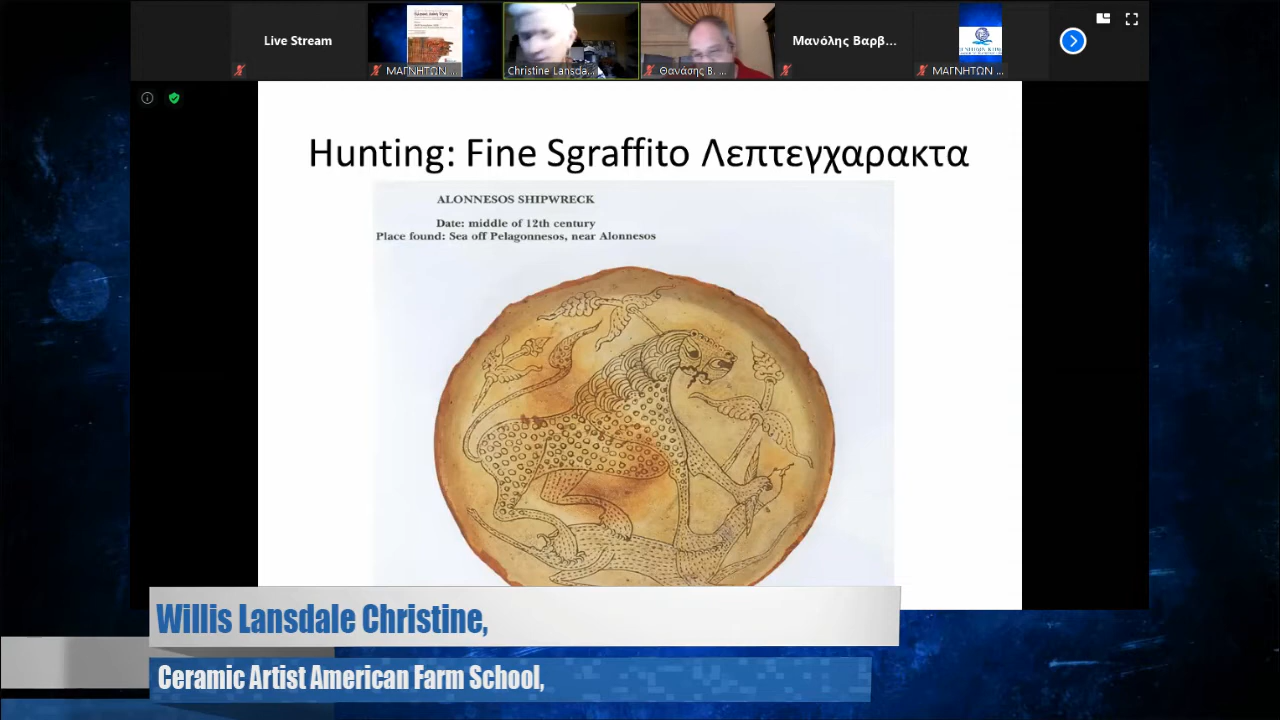 Live Stream
ΜΑΓΝΗΤΩΝ ...
Christine Lansda...
Θανάσης Β. ...
Μανόλης Βαρβ...
ΜΑΓΝΗΤΩΝ ...
Hunting: Fine Sgraffito Λεπτεγχαρακτα
ALONNESOS SHIPWRECK
Date: middle of 12th century
Place found: Sea off Pelagonnesos, near Alonnesos
Willis Lansdale Christine,
Ceramic Artist American Farm School,